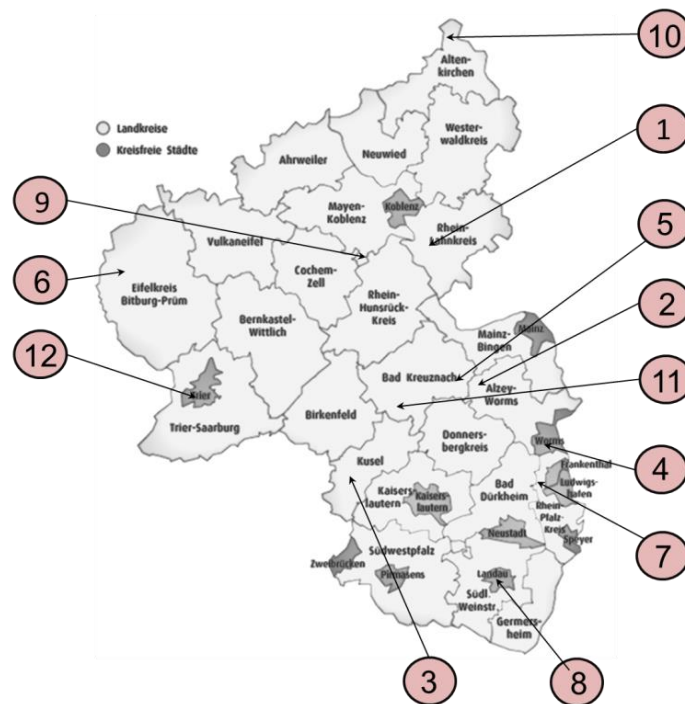 10
Alten-
kirchen
1
Landkreise
Kreisfreie Städte
Wester-
waldkreis
Neuwied
Ahrweiler
9
Mayen-
Koblenz
Koblenz
5
Rhein-
Lahnkreis
Vulkaneifel
6
Cochem-
Zell
Eifelkreis
Bitburg-Prüm
Rhein-
Hunsrück-
Kreis
2
Bernkastel-
Wittlich
Mainz-
Bingen
Mainz
12
Bad Kreuznach
11
Alzey-
Worms
Trier
Birkenfeld
Trier-Saarburg
Donners-
bergkreis
Worms
4
Kusel
Frankenthal
Kaisers-
lautern
Kaisers-
lautern
Bad
Dürkheim
Ludwigs-
hafen
Rhein-
Pfalz-
Kreis
7
Neustadt
Speyer
Südwestpfalz
Zweibrücken
Pirmasens
Landau
Südl.
Weinstr.
Germers-
heim
3
8